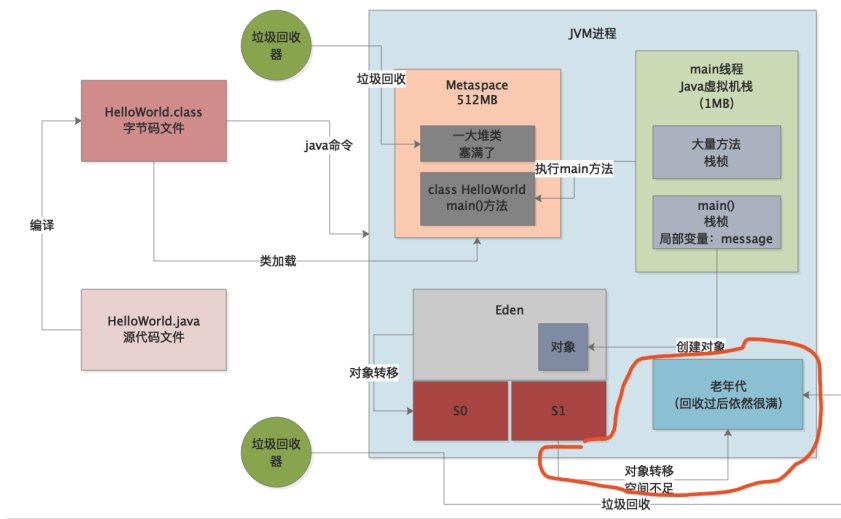 垃圾回收
器
JVM进程
垃圾回收
Metaspace
512MB
main线程
Java虚拟机栈
（1MB）
HelloWorld.class
字节码文件
java命令
一大堆类
塞满了
大量方法
栈桢
执行main方法
class HelloWorld
main()方法
main()
栈桢
局部变量：message
编译
类加载
HelloWorld.java
源代码文件
Eden
对象
创建对象
对象转移
老年代
（回收过后依然很满）
S0
S1
垃圾回收
器
对象转移
空间不足
垃圾回收